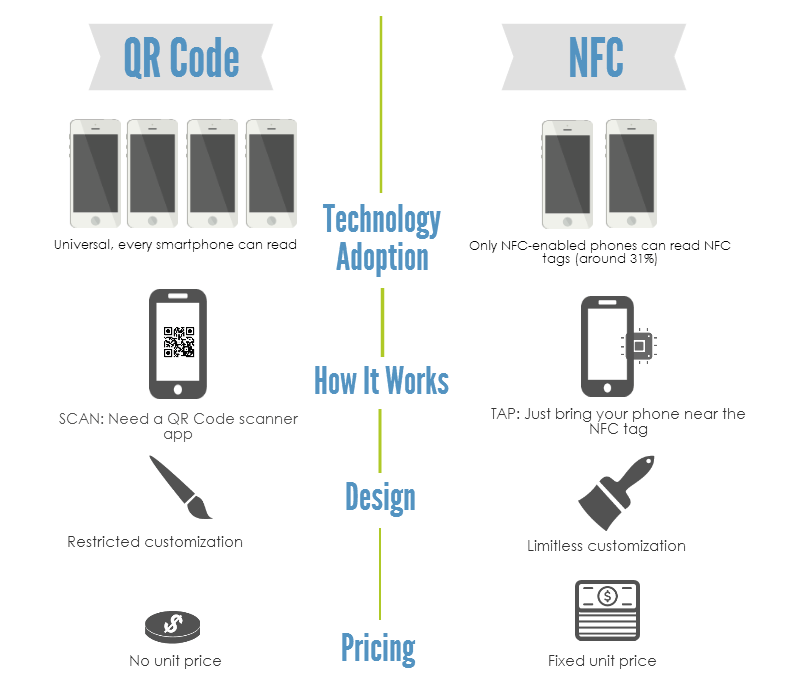 QR Code
NFC
Technology
Adoption
Universal, every smartphone can read
Only NFC-enabled phones can read NFC
tags (around 31%)
How It Works
SCAN: Need a QR Code scanner
app
TAP: Just bring your phone near the
NFC tag
Design
Restricted customization
Limitless customization
$
$
Pricing
No unit price
Fixed unit price